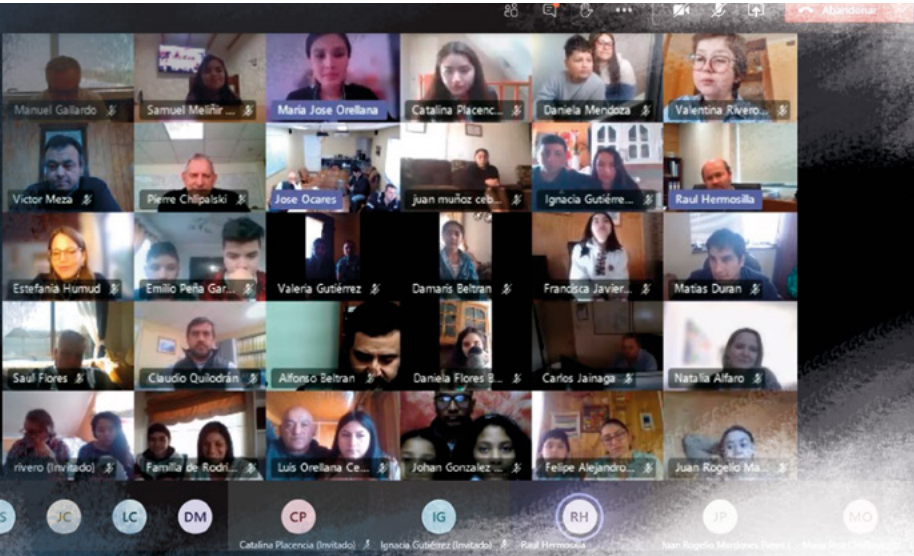 Abandonar
Manuel Gallardo
Samuel Meliñir ...
Maria Jose Orellana
Catalina Placenc...
Daniela Mendoza
Valentina Rivero...
Victor Meza
Pierre Chlipalski
Jose Ocares
juan muñoz ceb...
Ignacia Gutiérre...
Raul Hermosilla
Estefania Humud
Emilio Peña Gar...
Valeria Gutiérrez
Damaris Beltran
Francisca Javier...
Matias Duran
Saul Flores
Claudio Quilodrán
Alfonso Beltran
Daniela Flores B...
Carlos Jainaga
Natalia Alfaro
rivero (Invitado)
Familia de Rodri...
Luis Orellana Ce...
Johan Gonzalez ...
Felipe Alejandro...
Juan Rogelio Ma...
S
JC
LC
DM
CP
IG
RH
JP
MO
Catalina Placencia (Invitado)
Ignacia Gutiérrez (Invitado)
Raul Hermosilla